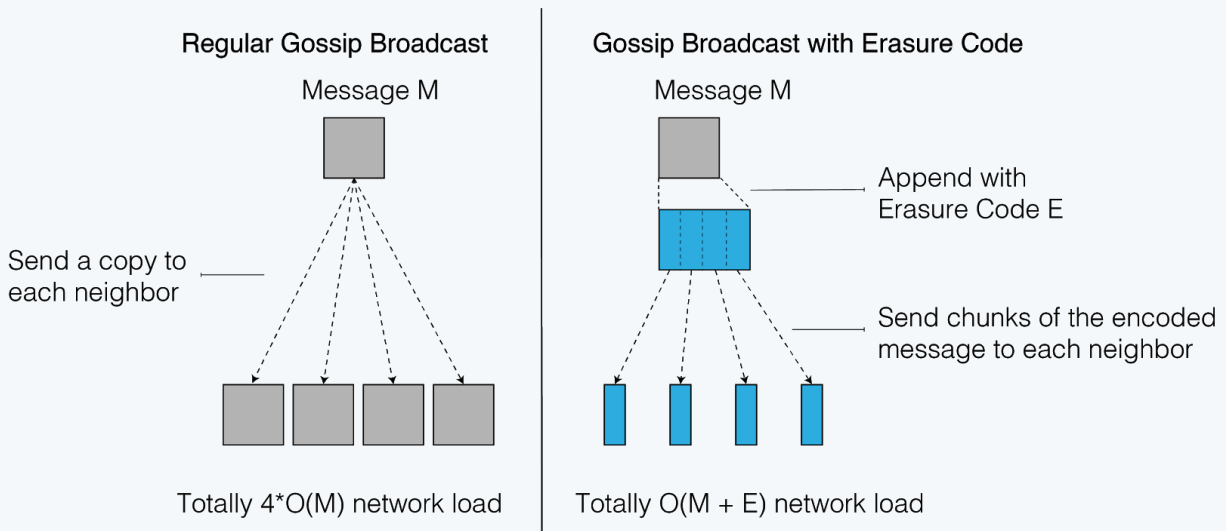 Regular Gossip Broadcast
Message M
Send a copy to
each neighbor
Totally 4*O(M) network load
Gossip Broadcast with Erasure Code
Message M
Append with
Erasure Code E
Send chunks of the encoded
message to each neighbor
Totally O(M + E) network load